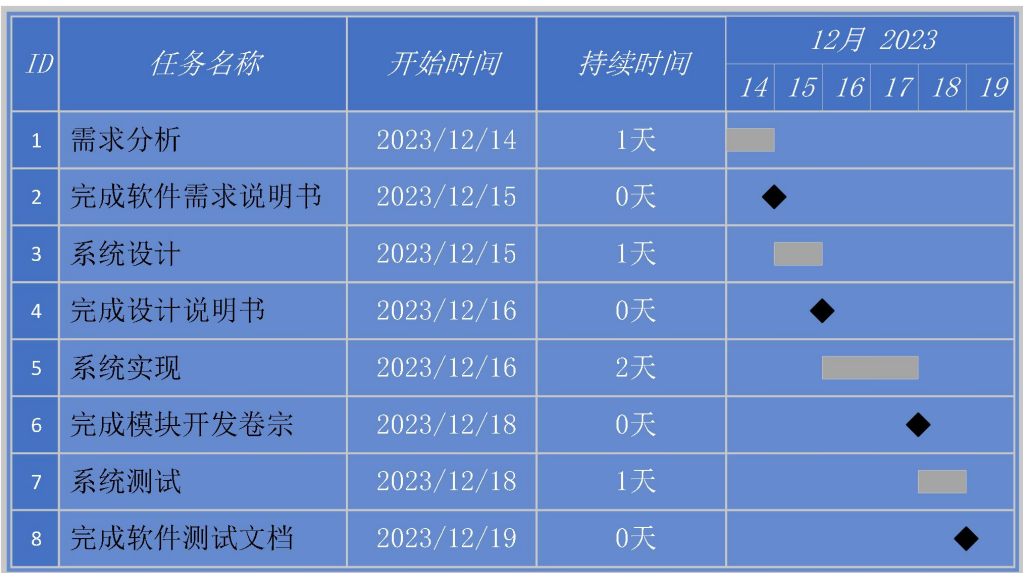 ID 任务名称 开始时间 持续时间 12月 2023
14 15 16 17 18 19
1 需求分析 2023/12/14 1天
2 完成软件需求说明书 2023/12/15 0天
3 系统设计 2023/12/15 1天
4 完成设计说明书 2023/12/16 0天
5 系统实现 2023/12/16 2天
6 完成模块开发卷宗 2023/12/18 0天
7 系统测试 2023/12/18 1天
8 完成软件测试文档 2023/12/19 0天